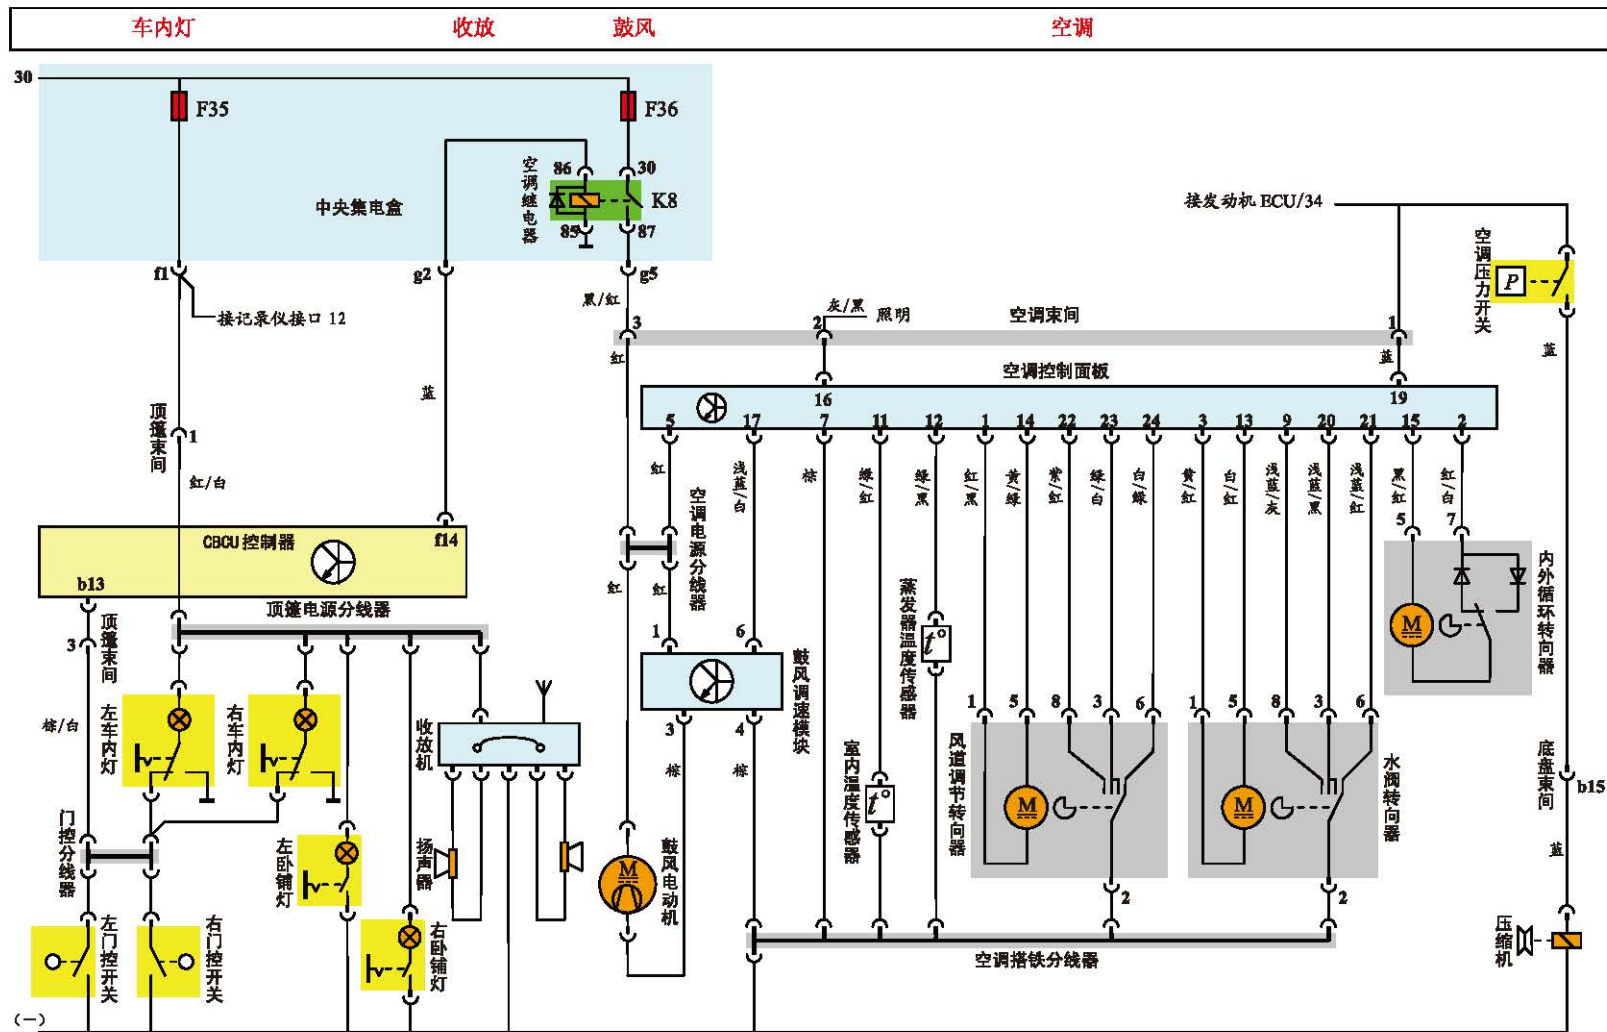 车内灯 收放 鼓风 空调
30
F35
F36
空调继电器
86
30
K8
85
87
中央集电盒
f1
g2
g5
接记录仪接口 12
黑/红
接发动机 ECU/34
空调压力开关
P
3
2
灰/黑
照明
空调束间
1
红
蓝
蓝
蓝
空调控制面板
16
19
5 17 7 11 12 1 14 22 23 24 3 13 9 20 21 15 2
顶篷束间
1
红/白
红
浅蓝/白
棕
绿/红
绿/黑
红/黑
黄/绿
紫/红
绿/白
白/绿
黄/红
白/红
浅蓝/灰
浅蓝/黑
浅蓝/红
黑/红
红/白
CBCU 控制器
f14
b13
空调电源分线器
5
7
红
红
内外循环转向器
M
顶篷电源分线器
顶篷束间
3
1
6
鼓风调速模块
3
4
蒸发器温度传感器
t°
棕/白
左车内灯
右车内灯
收放机
棕
棕
室内温度传感器
t°
1 5 8 3 6
风道调节转向器
M
2
1 5 8 3 6
水阀转向器
M
2
底盘束间
b15
蓝
门控分线器
左卧铺灯
扬声器
M
鼓风电动机
左门控开关
右门控开关
右卧铺灯
空调搭铁分线器
压缩机
(一)